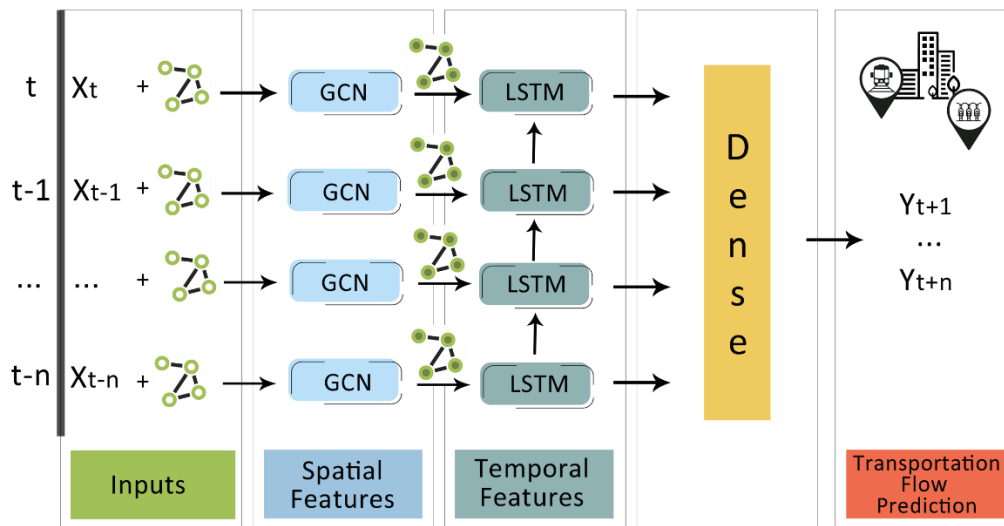 t Xt + GCN LSTM
t-1 Xt-1 + GCN LSTM
... ... + GCN LSTM
t-n Xt-n + GCN LSTM
D
e
n
s
e
Yt+1
...
Yt+n
Inputs
Spatial
Features
Temporal
Features
Transportation
Flow
Prediction